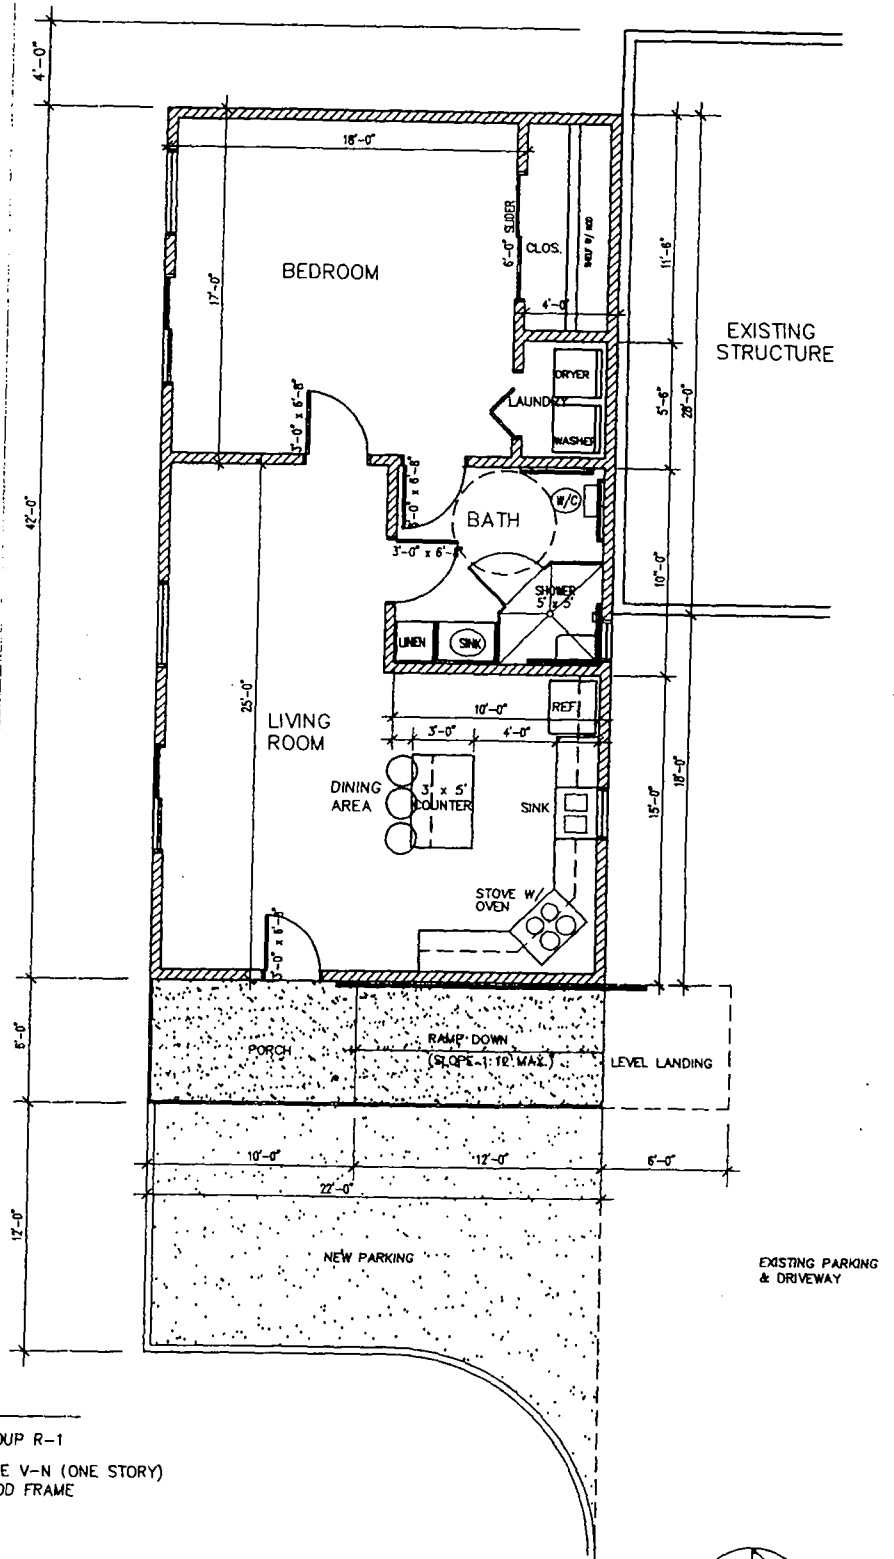 4'-0"
18'-0"
6'-0" SLIDER
CLOS.
SHELF W/ ROD
11'-6"
BEDROOM
17'-0"
4'-0"
EXISTING
STRUCTURE
DRYER
LAUNDRY
5'-6"
28'-0"
3'-0" x 6'-8"
WASHER
42'-0"
3'-0" x 6'-8"
W/C
BATH
3'-0" x 6'-8"
10'-0"
SHOWER
5' x 5'
LINEN
SINK
25'-0"
10'-0"
REF.
LIVING
ROOM
3'-0"
4'-0"
DINING
AREA
3' x 5'
COUNTER
SINK
15'-0"
18'-0"
STOVE W/
OVEN
3'-0" x 6'-8"
6'-0"
PORCH
RAMP DOWN
(SLOPE 1:12 MAX.)
LEVEL LANDING
10'-0"
12'-0"
6'-0"
22'-0"
12'-0"
NEW PARKING
EXISTING PARKING
& DRIVEWAY
OUP R-1
E V-N (ONE STORY)
OD FRAME